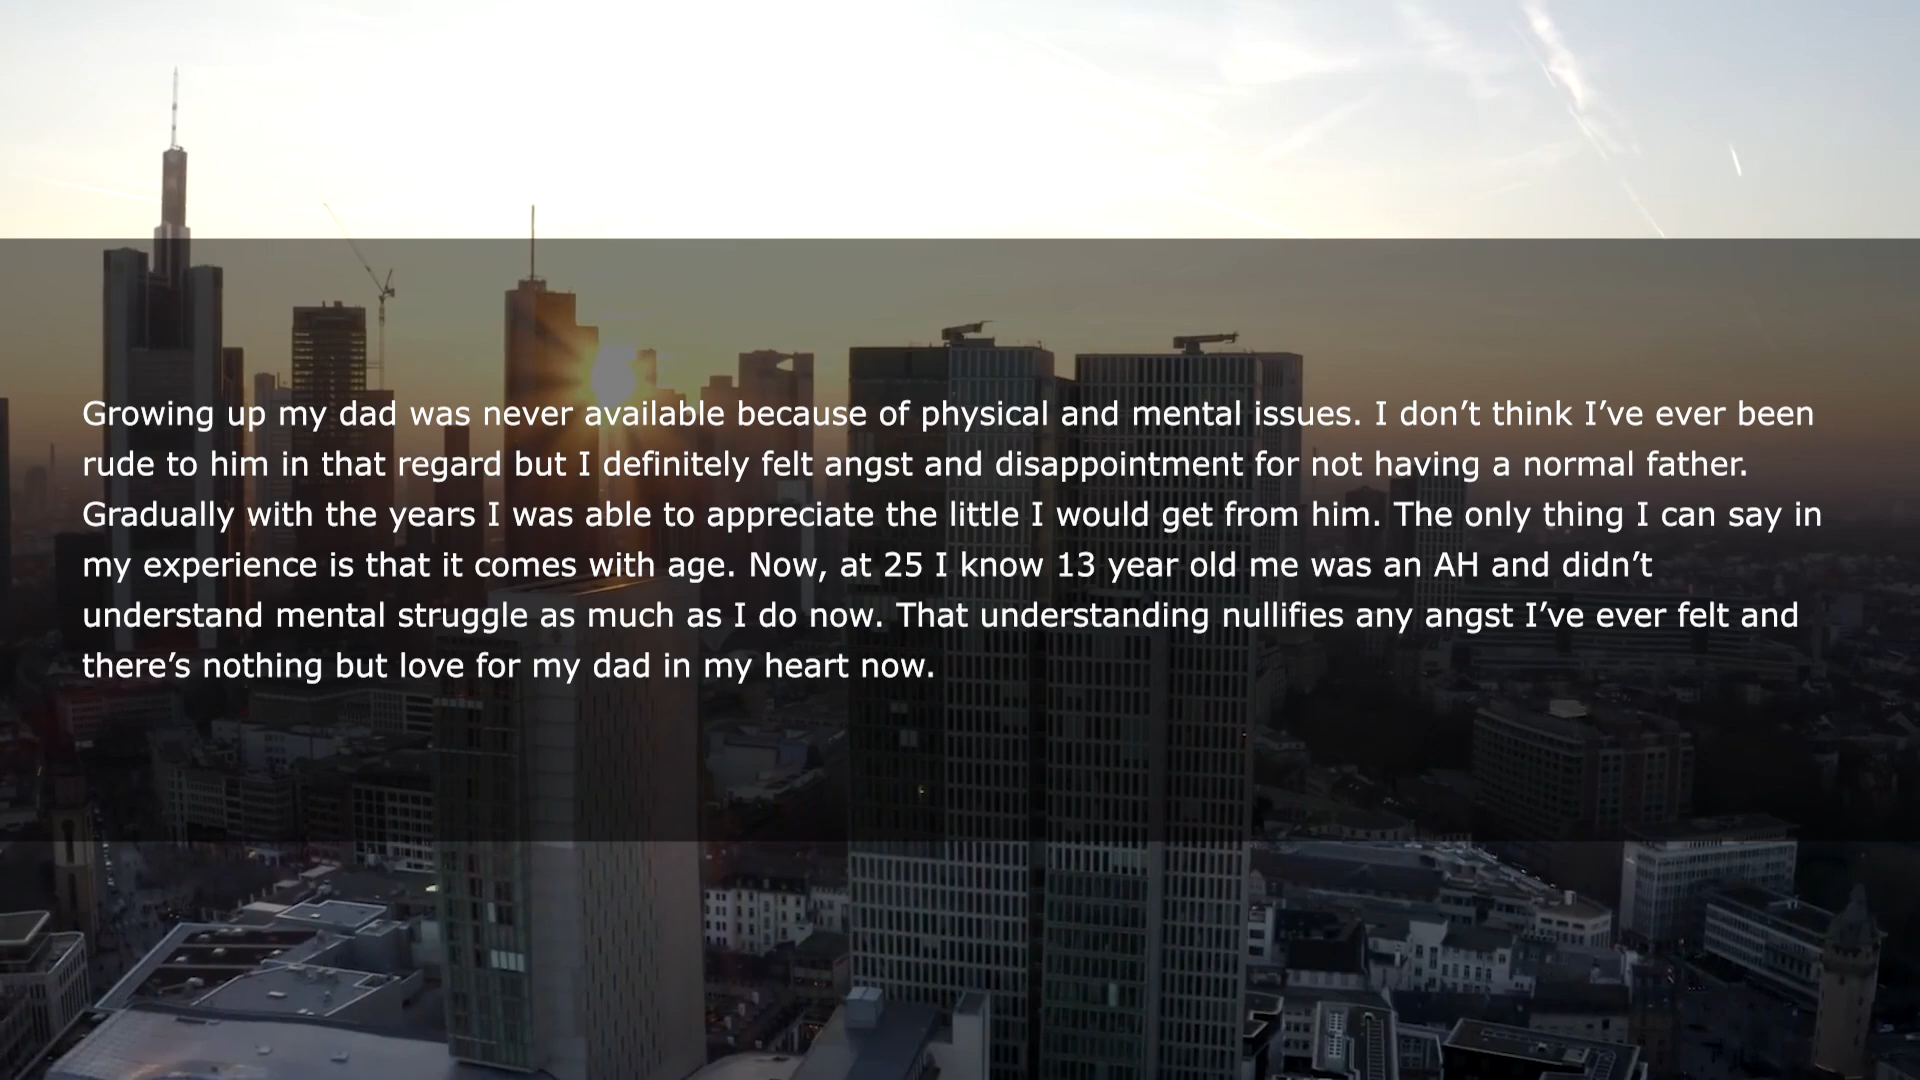 Growing up my dad was never available because of physical and mental issues. I don’t think I’ve ever been
rude to him in that regard but I definitely felt angst and disappointment for not having a normal father.
Gradually with the years I was able to appreciate the little I would get from him. The only thing I can say in
my experience is that it comes with age. Now, at 25 I know 13 year old me was an AH and didn’t
understand mental struggle as much as I do now. That understanding nullifies any angst I’ve ever felt and
there’s nothing but love for my dad in my heart now.